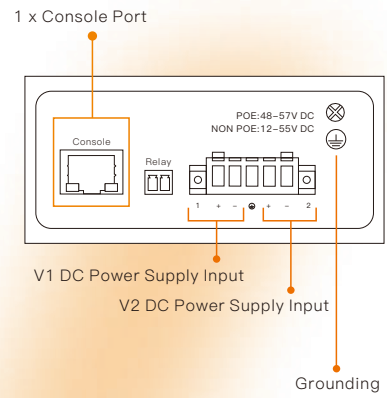 1 x Console Port
POE:48–57V DC
NON POE:12–55V DC
Console
Relay
1 + – + – 2
V1 DC Power Supply Input
V2 DC Power Supply Input
Grounding